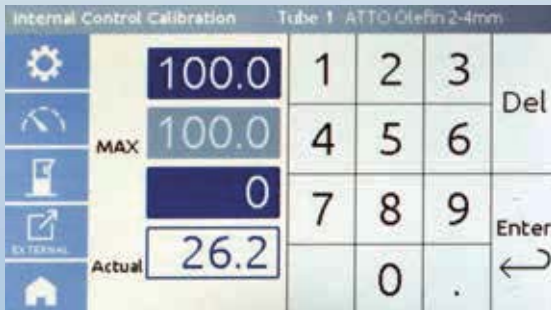 Internal Control Calibration Tube 1 ATTO Olefin 2-4mm
100.0 1 2 3 Del
MAX 100.0 4 5 6
0 7 8 9 Enter
EXTERNAL
Actual 26.2 0 .